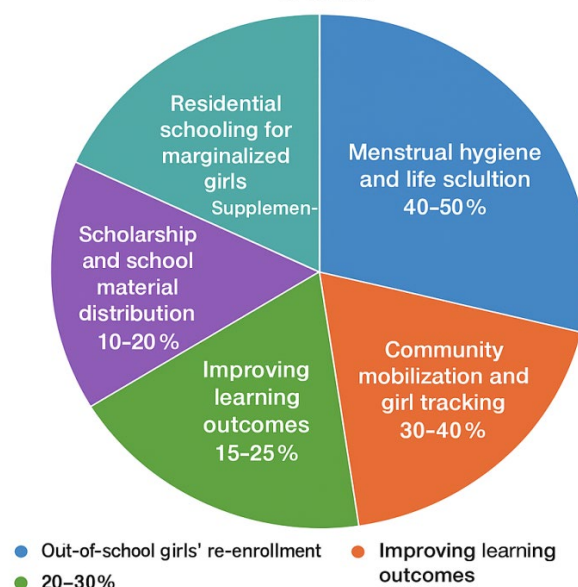 Residential
schooling for
marginalized
girls
Supplemen-
Menstrual hygiene
and life sclultion
40–50 %
Scholarship
and school
material
distribution
10–20 %
Improving
learning
outcomes
15–25 %
Community
mobilization and
girl tracking
30–40 %
Out-of-school girls' re-enrollment
Improving learning
outcomes
20–30 %